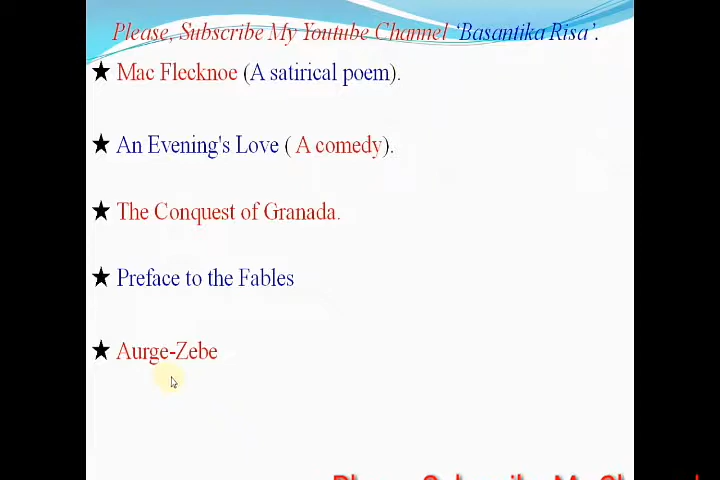 Please, Subscribe My Youtube Channel ‘Basantika Risa’.
★ Mac Flecknoe (A satirical poem).
★ An Evening's Love ( A comedy).
★ The Conquest of Granada.
★ Preface to the Fables
★ Aurge-Zebe